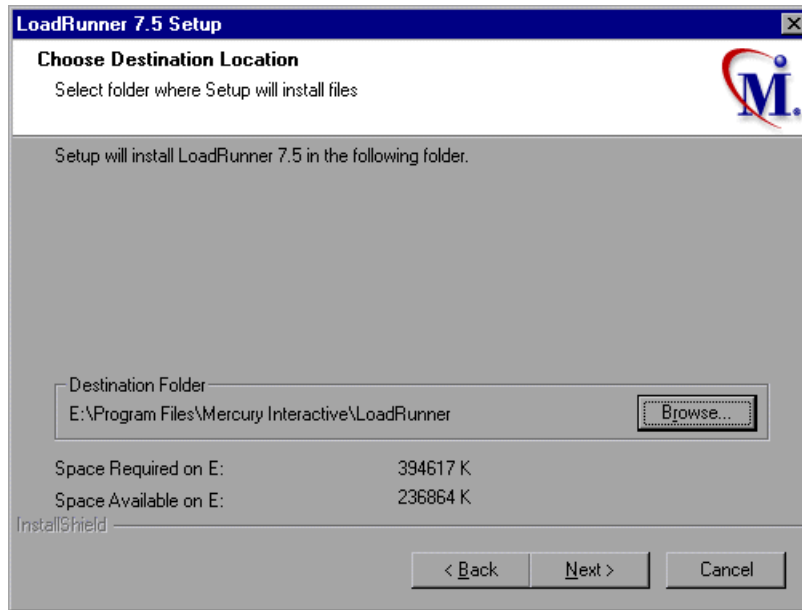 LoadRunner 7.5 Setup
Choose Destination Location
Select folder where Setup will install files
M.
Setup will install LoadRunner 7.5 in the following folder.
Destination Folder
E:\Program Files\Mercury Interactive\LoadRunner
Browse...
Space Required on E: 394617 K
Space Available on E: 236864 K
InstallShield
< Back Next > Cancel